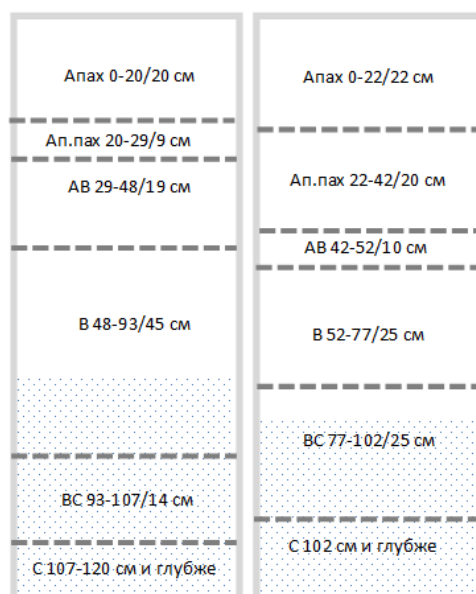 Апах 0-20/20 см
Ап.пах 20-29/9 см
АВ 29-48/19 см
В 48-93/45 см
ВС 93-107/14 см
С 107-120 см и глубже
Апах 0-22/22 см
Ап.пах 22-42/20 см
АВ 42-52/10 см
В 52-77/25 см
ВС 77-102/25 см
С 102 см и глубже